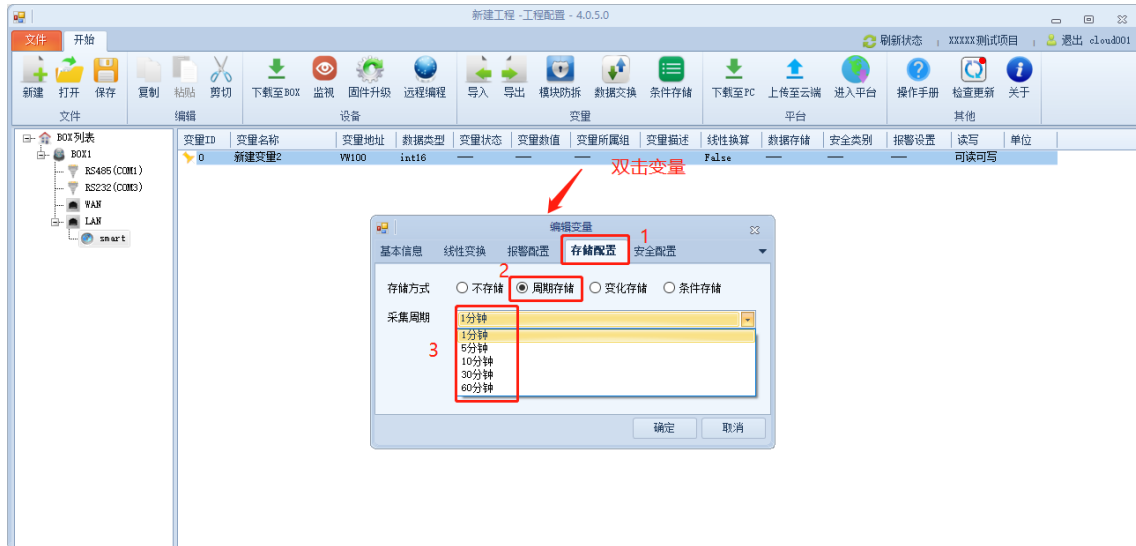 新建工程 -工程配置 - 4.0.5.0
文件 开始 刷新状态 XXXXX测试项目 退出 cloud001
新建 打开 保存 复制 粘贴 剪切 下载至BOX 监视 固件升级 远程编程 导入 导出 模块防拆 数据交换 条件存储 下载至PC 上传至云端 进入平台 操作手册 检查更新 关于
文件 编辑 设备 变量 平台 其他
BOX列表
BOX1
RS485(COM1)
RS232(COM3)
WAN
LAN
smart
变量ID 变量名称 变量地址 数据类型 变量状态 变量数值 变量所属组 变量描述 线性换算 数据存储 安全类别 报警设置 读写 单位
0 新建变量2 VW100 int16 — — — — False — — — 可读可写
双击变量
编辑变量
1
基本信息 线性变换 报警配置 存储配置 安全配置
2
存储方式 不存储 周期存储 变化存储 条件存储
采集周期 1分钟
3
1分钟
5分钟
10分钟
30分钟
60分钟
确定 取消